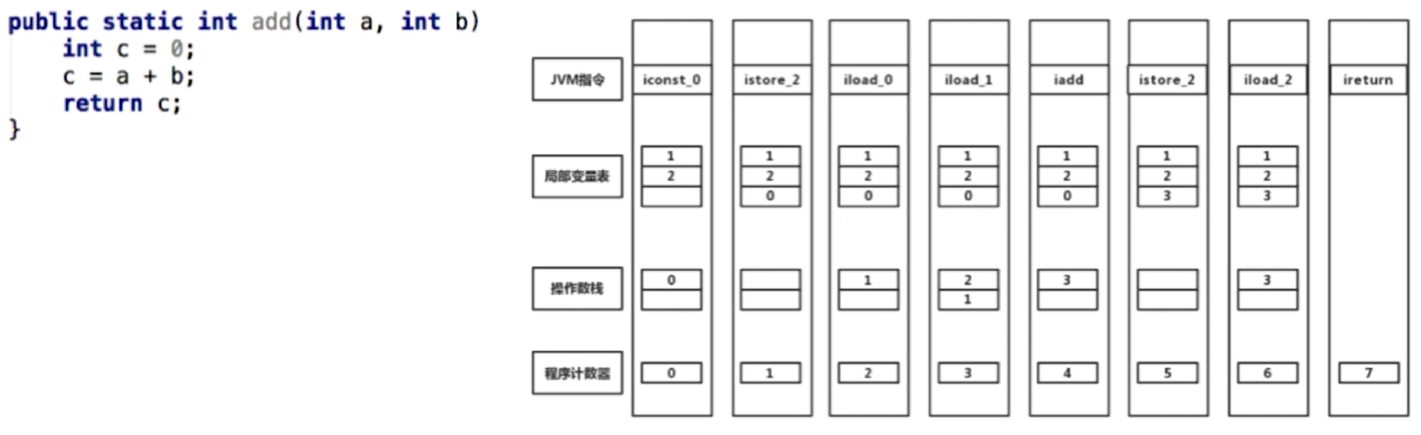 public static int add(int a, int b)
int c = 0;
c = a + b;
return c;
}
JVM指令 iconst_0 istore_2 iload_0 iload_1 iadd istore_2 iload_2 ireturn
局部变量表 1 1 1 1 1 1 1
2 2 2 2 2 2 2
0 0 0 0 3 3
操作数栈 0 1 2 3 3
1
程序计数器 0 1 2 3 4 5 6 7